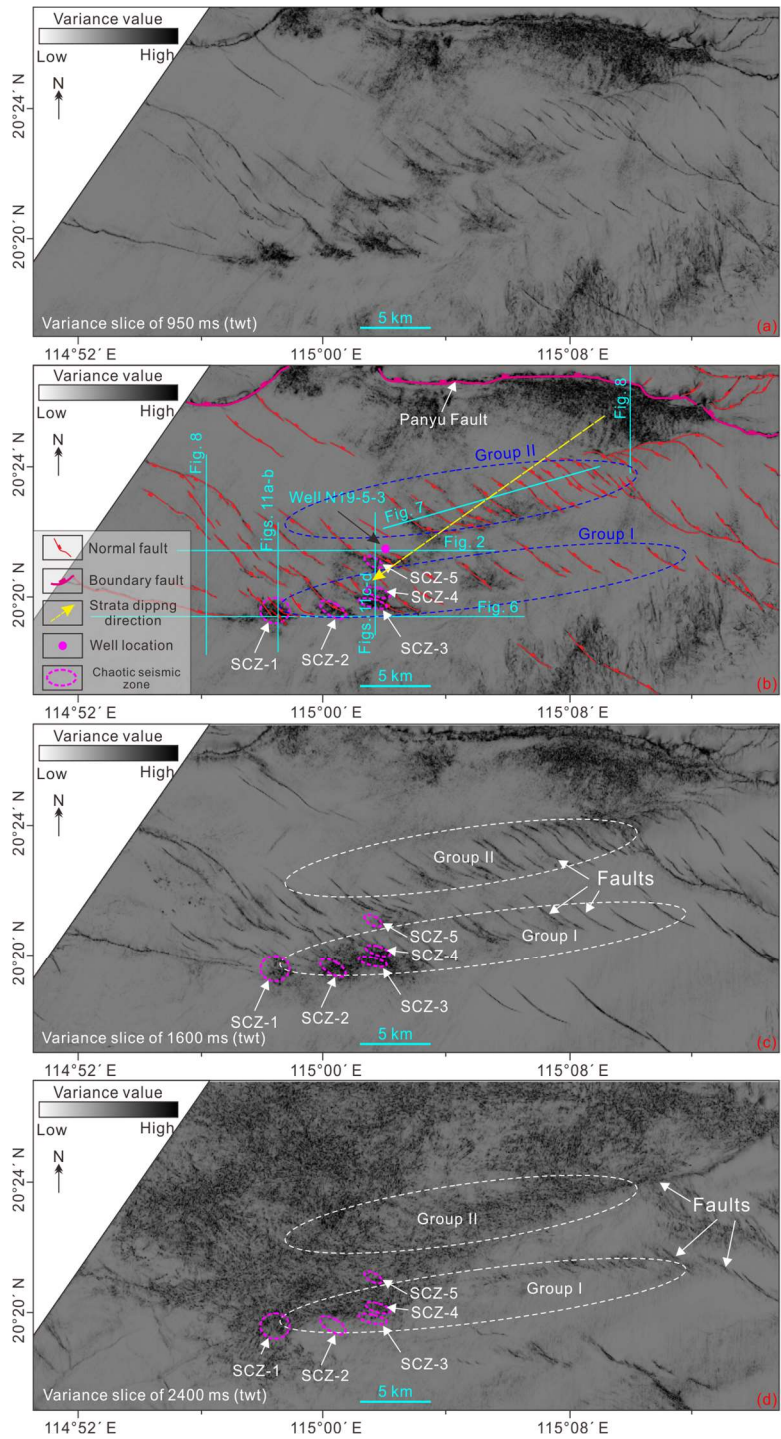 Variance value
Low High
N
20°24´ N
20°20´ N
Variance slice of 950 ms (twt)
5 km
(a)
114°52´ E 115°00´ E 115°08´ E
Variance value
Low High
N
Panyu Fault
Fig. 8
20°24´ N
Group II
Fig. 8
Figs. 11a-b
Well N19-5-3
Fig. 7
Normal fault
Fig. 2
Group I
Boundary fault
SCZ-5
20°20´ N
Strata dippng
direction
SCZ-4
Figs. 11c-d
Fig. 6
Well location
SCZ-1
SCZ-2
SCZ-3
Chaotic seismic
zone
5 km
(b)
114°52´ E 115°00´ E 115°08´ E
Variance value
Low High
N
20°24´ N
Group II
Faults
SCZ-5
Group I
20°20´ N
SCZ-4
SCZ-3
SCZ-2
SCZ-1
Variance slice of 1600 ms (twt)
5 km
(c)
114°52´ E 115°00´ E 115°08´ E
Variance value
Low High
N
20°24´ N
Faults
Group II
SCZ-5
Group I
20°20´ N
SCZ-4
SCZ-3
SCZ-2
SCZ-1
Variance slice of 2400 ms (twt)
5 km
(d)
114°52´ E 115°00´ E 115°08´ E